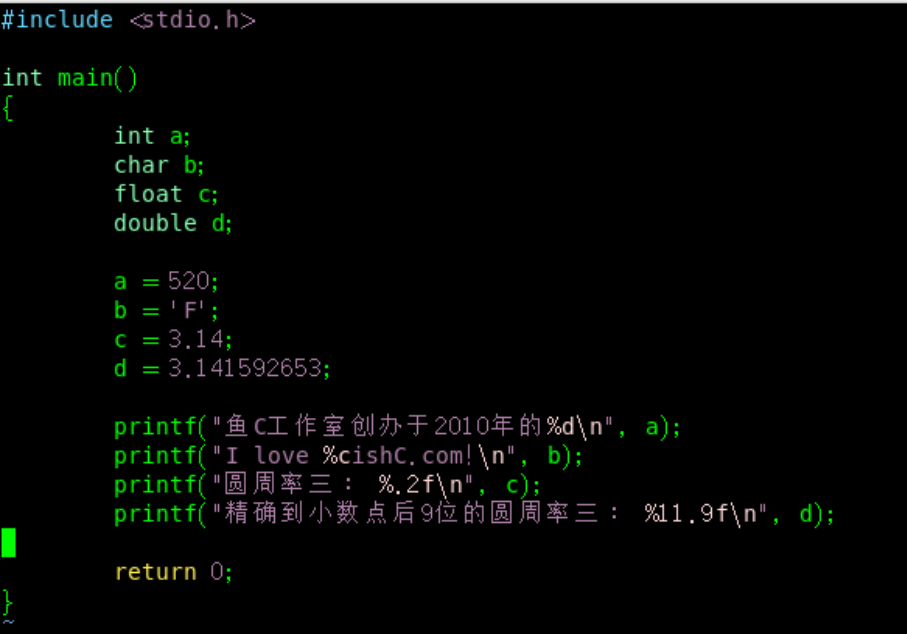 #include <stdio.h>
int main()
{
int a;
char b;
float c;
double d;
a = 520;
b = 'F';
c = 3.14;
d = 3.141592653;
printf("鱼C工作室创办于2010年的%d\n", a);
printf("I love %cishC.com!\n", b);
printf("圆周率三： %.2f\n", c);
printf("精确到小数点后9位的圆周率三： %11.9f\n", d);
return 0;
}
~